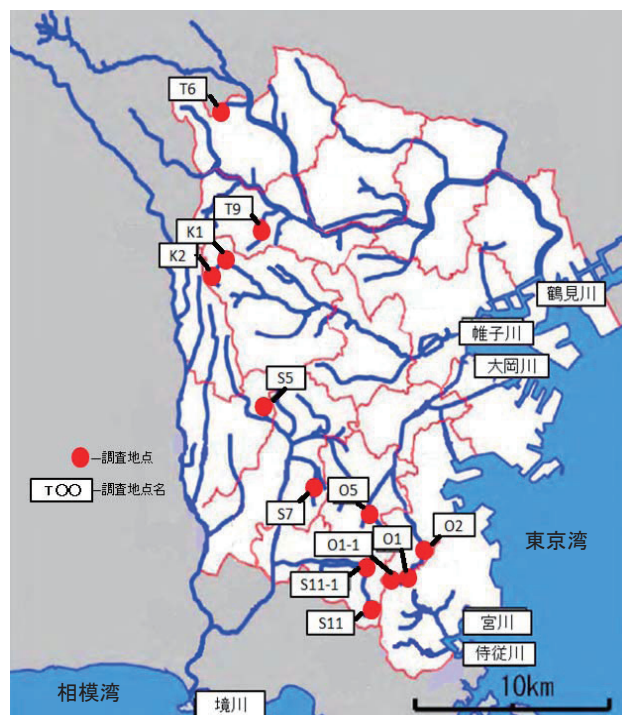 T6
T9
K1
K2
鶴見川
帷子川
大岡川
S5
●―調査地点
T○○―調査地点名
S7
O5
O1-1
O1
O2
東京湾
S11-1
S11
宮川
侍従川
10km
相模湾
境川